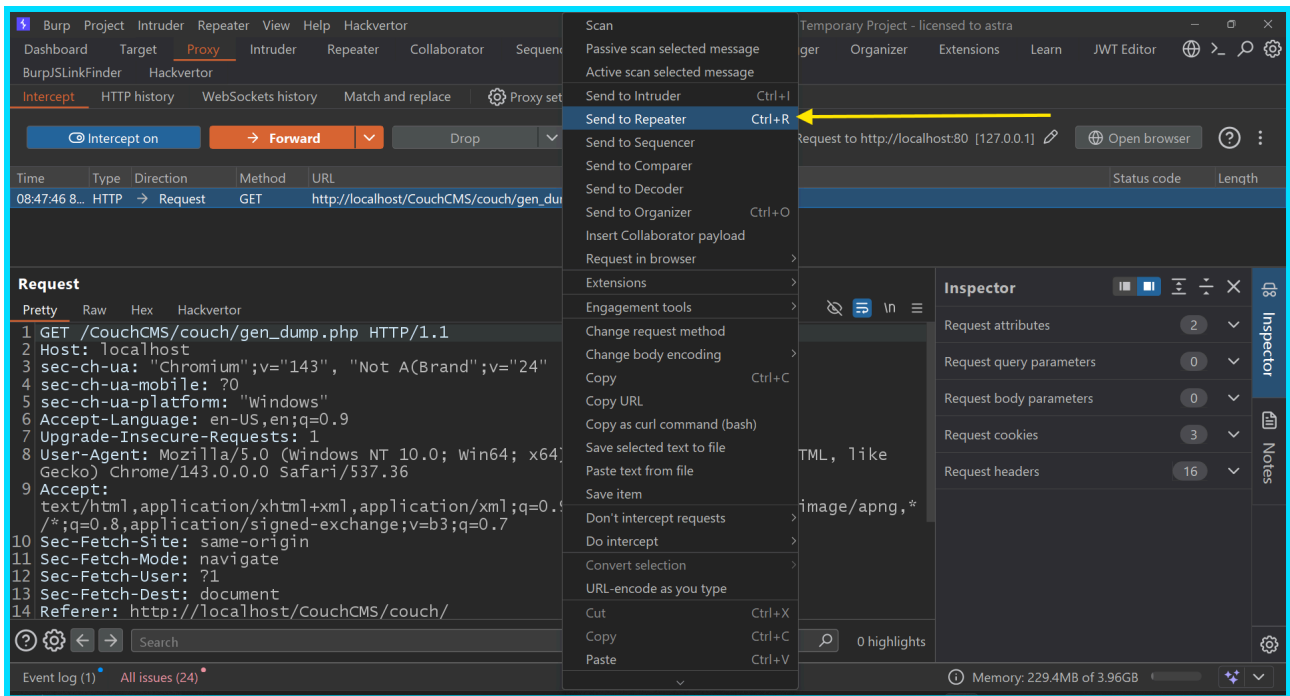 Burp Project Intruder Repeater View Help Hackvertor
Temporary Project - licensed to astra
Dashboard Target Proxy Intruder Repeater Collaborator
Organizer Extensions Learn JWT Editor
BurpJSLinkFinder Hackvertor
Intercept HTTP history WebSockets history Match and replace Proxy set
Intercept on Forward Drop
Request to http://localhost:80 [127.0.0.1] Open browser
Time Type Direction Method URL Status code Length
08:47:46 8... HTTP → Request GET http://localhost/CouchCMS/couch/gen_du
Scan
Passive scan selected message
Active scan selected message
Send to Intruder Ctrl+I
Send to Repeater Ctrl+R
Send to Sequencer
Send to Comparer
Send to Decoder
Send to Organizer Ctrl+O
Insert Collaborator payload
Request in browser
Extensions
Engagement tools
Change request method
Change body encoding
Copy Ctrl+C
Copy URL
Copy as curl command (bash)
Save selected text to file
Paste text from file
Save item
Don't intercept requests
Do intercept
Convert selection
URL-encode as you type
Cut Ctrl+X
Copy Ctrl+C
Paste Ctrl+V
Request
Pretty Raw Hex Hackvertor
\n
1 GET /CouchCMS/couch/gen_dump.php HTTP/1.1
2 Host: localhost
3 sec-ch-ua: "Chromium";v="143", "Not A(Brand";v="24"
4 sec-ch-ua-mobile: ?0
5 sec-ch-ua-platform: "Windows"
6 Accept-Language: en-US,en;q=0.9
7 Upgrade-Insecure-Requests: 1
8 User-Agent: Mozilla/5.0 (Windows NT 10.0; Win64; x64) TML, like
Gecko) Chrome/143.0.0.0 Safari/537.36
9 Accept:
text/html,application/xhtml+xml,application/xml;q=0.9 image/apng,*
/*;q=0.8,application/signed-exchange;v=b3;q=0.7
10 Sec-Fetch-Site: same-origin
11 Sec-Fetch-Mode: navigate
12 Sec-Fetch-User: ?1
13 Sec-Fetch-Dest: document
14 Referer: http://localhost/CouchCMS/couch/
Search
0 highlights
Inspector
Request attributes 2
Request query parameters 0
Request body parameters 0
Request cookies 3
Request headers 16
Inspector
Notes
Event log (1) All issues (24)
Memory: 229.4MB of 3.96GB